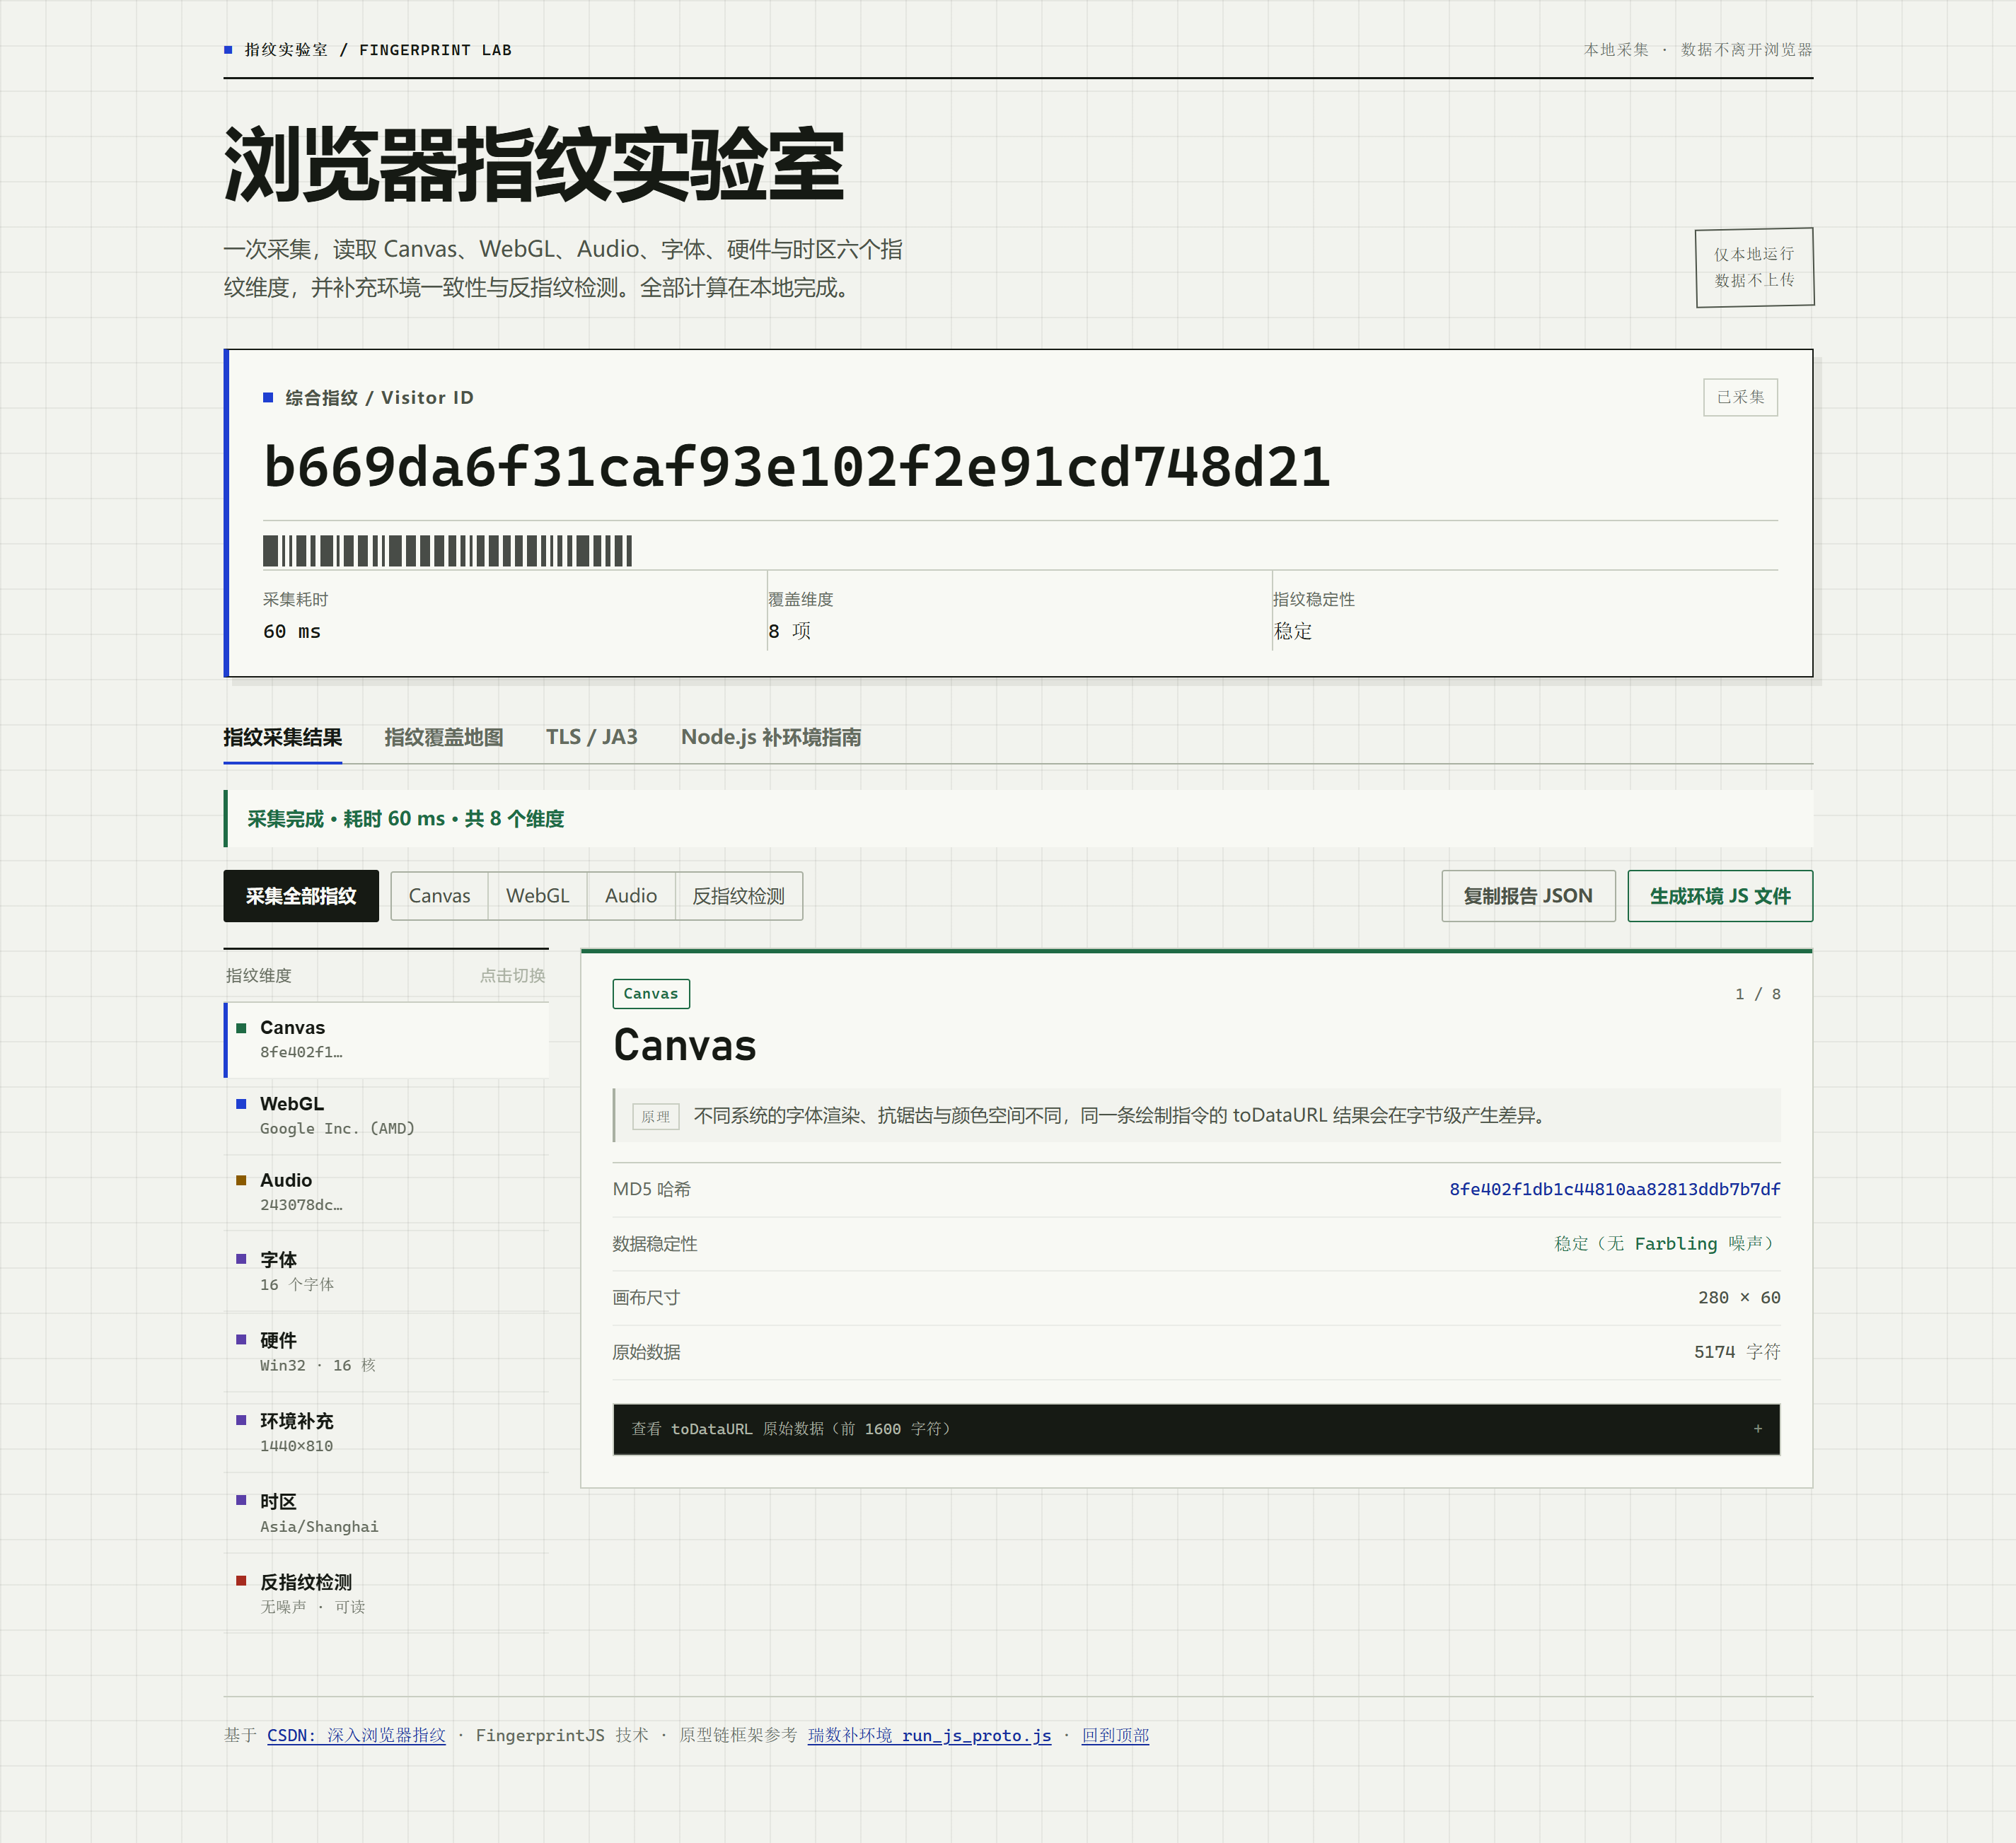 指纹实验室 / FINGERPRINT LAB
本地采集 · 数据不离开浏览器
浏览器指纹实验室
一次采集，读取 Canvas、WebGL、Audio、字体、硬件与时区六个指
纹维度，并补充环境一致性与反指纹检测。全部计算在本地完成。
仅本地运行
数据不上传
综合指纹 / Visitor ID
已采集
b669da6f31caf93e102f2e91cd748d21
采集耗时
60 ms
覆盖维度
8 项
指纹稳定性
稳定
指纹采集结果
指纹覆盖地图
TLS / JA3
Node.js 补环境指南
采集完成 • 耗时 60 ms • 共 8 个维度
采集全部指纹
Canvas
WebGL
Audio
反指纹检测
复制报告 JSON
生成环境 JS 文件
指纹维度
点击切换
Canvas
8fe402f1…
WebGL
Google Inc. (AMD)
Audio
243078dc…
字体
16 个字体
硬件
Win32 · 16 核
环境补充
1440×810
时区
Asia/Shanghai
反指纹检测
无噪声 · 可读
Canvas
1 / 8
Canvas
原理
不同系统的字体渲染、抗锯齿与颜色空间不同，同一条绘制指令的 toDataURL 结果会在字节级产生差异。
MD5 哈希
8fe402f1db1c44810aa82813ddb7b7df
数据稳定性
稳定（无 Farbling 噪声）
画布尺寸
280 × 60
原始数据
5174 字符
查看 toDataURL 原始数据（前 1600 字符）
+
基于 CSDN: 深入浏览器指纹 · FingerprintJS 技术 · 原型链框架参考 瑞数补环境 run_js_proto.js · 回到顶部